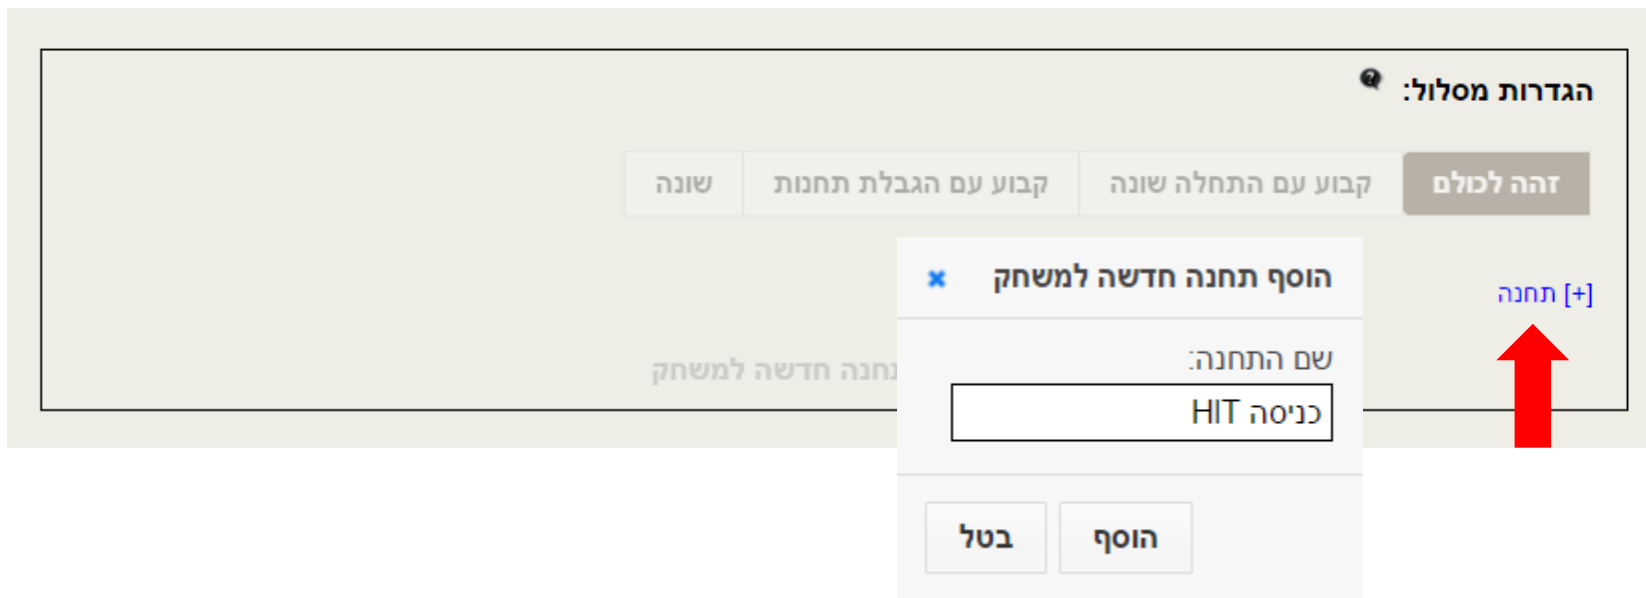 הגדרות מסלול:
זהה לכולם
קבוע עם התחלה שונה
קבוע עם הגבלת תחנות
שונה
[+] תחנה
חדשה למשחק
הוסף תחנה חדשה למשחק
שם התחנה:
כניסה HIT
הוסף
בטל